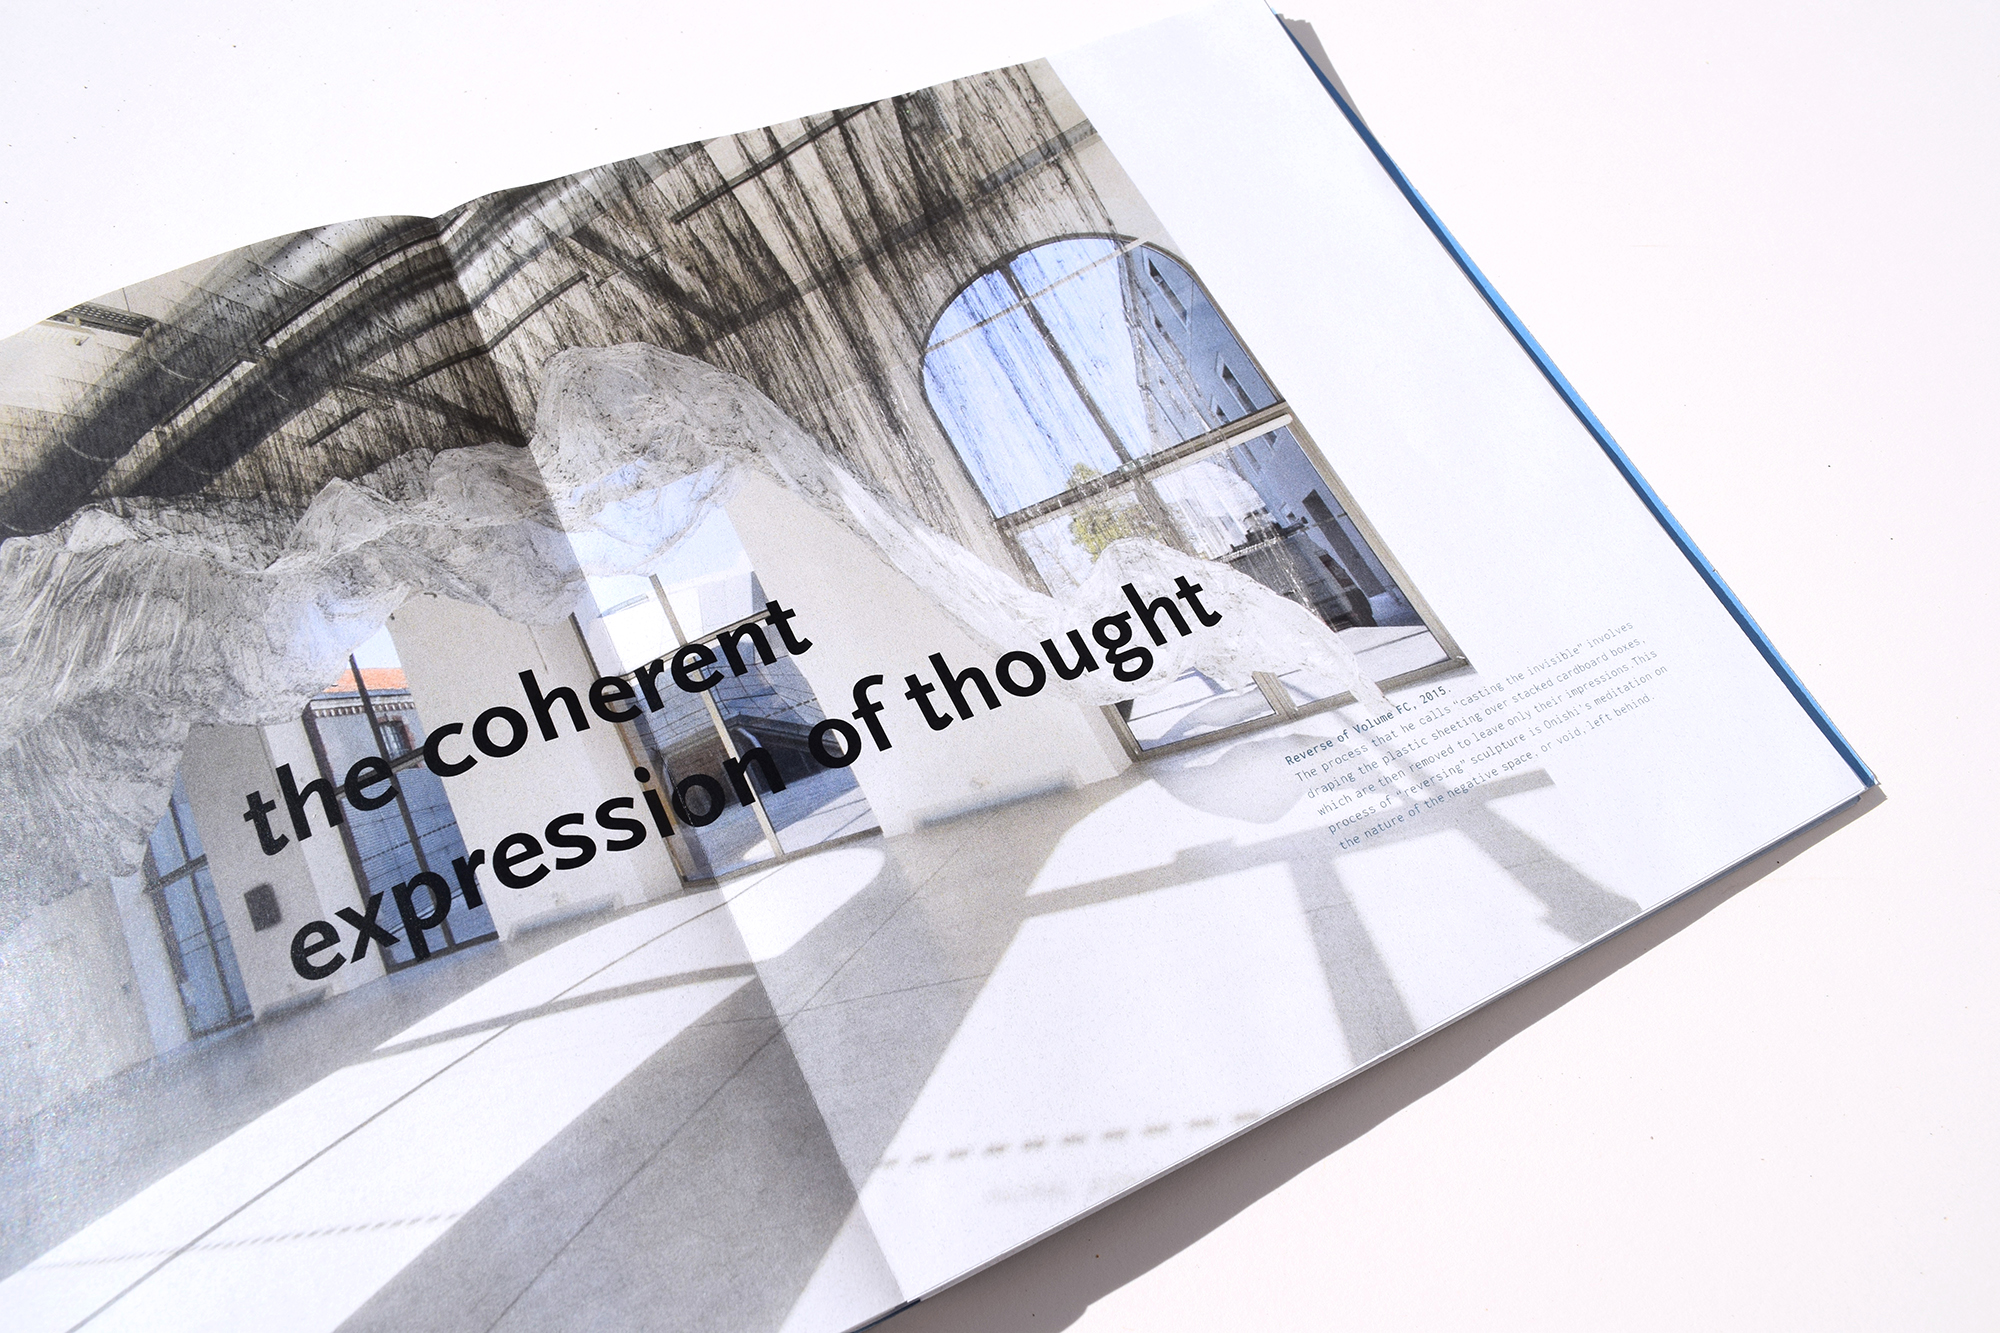 the coherent
expression of thought
Reverse of Volume FC, 2015.
The process that he calls "casting the invisible" involves
draping the plastic sheeting over stacked cardboard boxes,
which are then removed to leave only their impressions.This
process of "reversing" sculpture is Onishi's meditation on
the nature of the negative space, or void, left behind.